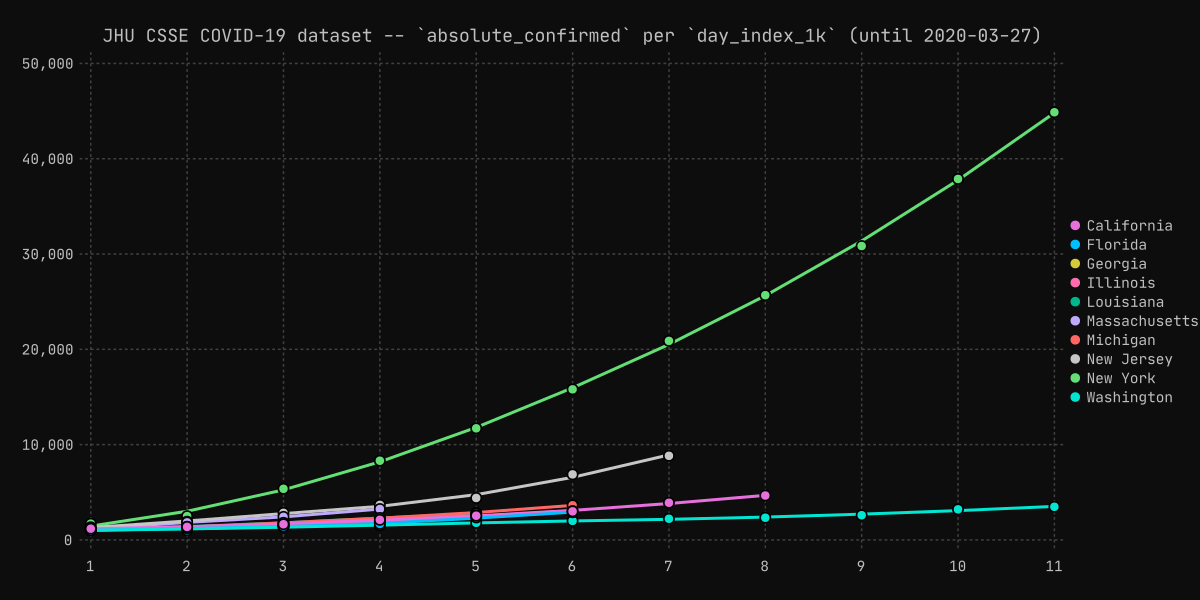 JHU CSSE COVID-19 dataset -- `absolute_confirmed` per `day_index_1k` (until 2020-03-27)
50,000
40,000
30,000
20,000
10,000
0
1 2 3 4 5 6 7 8 9 10 11
California
Florida
Georgia
Illinois
Louisiana
Massachusetts
Michigan
New Jersey
New York
Washington